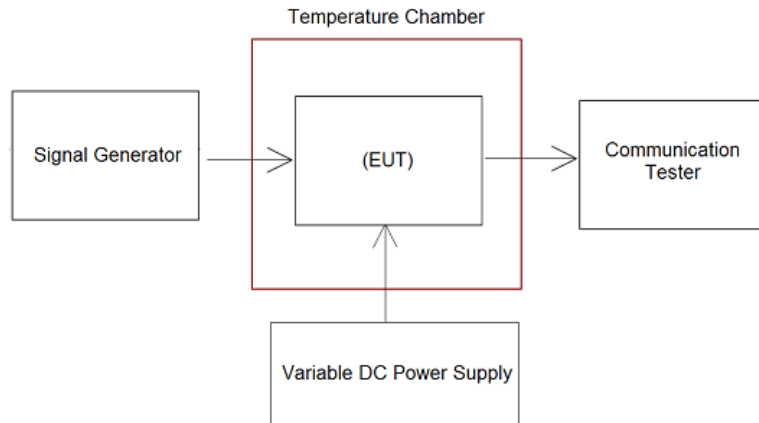 Temperature Chamber
Signal Generator
(EUT)
Communication
Tester
Variable DC Power Supply